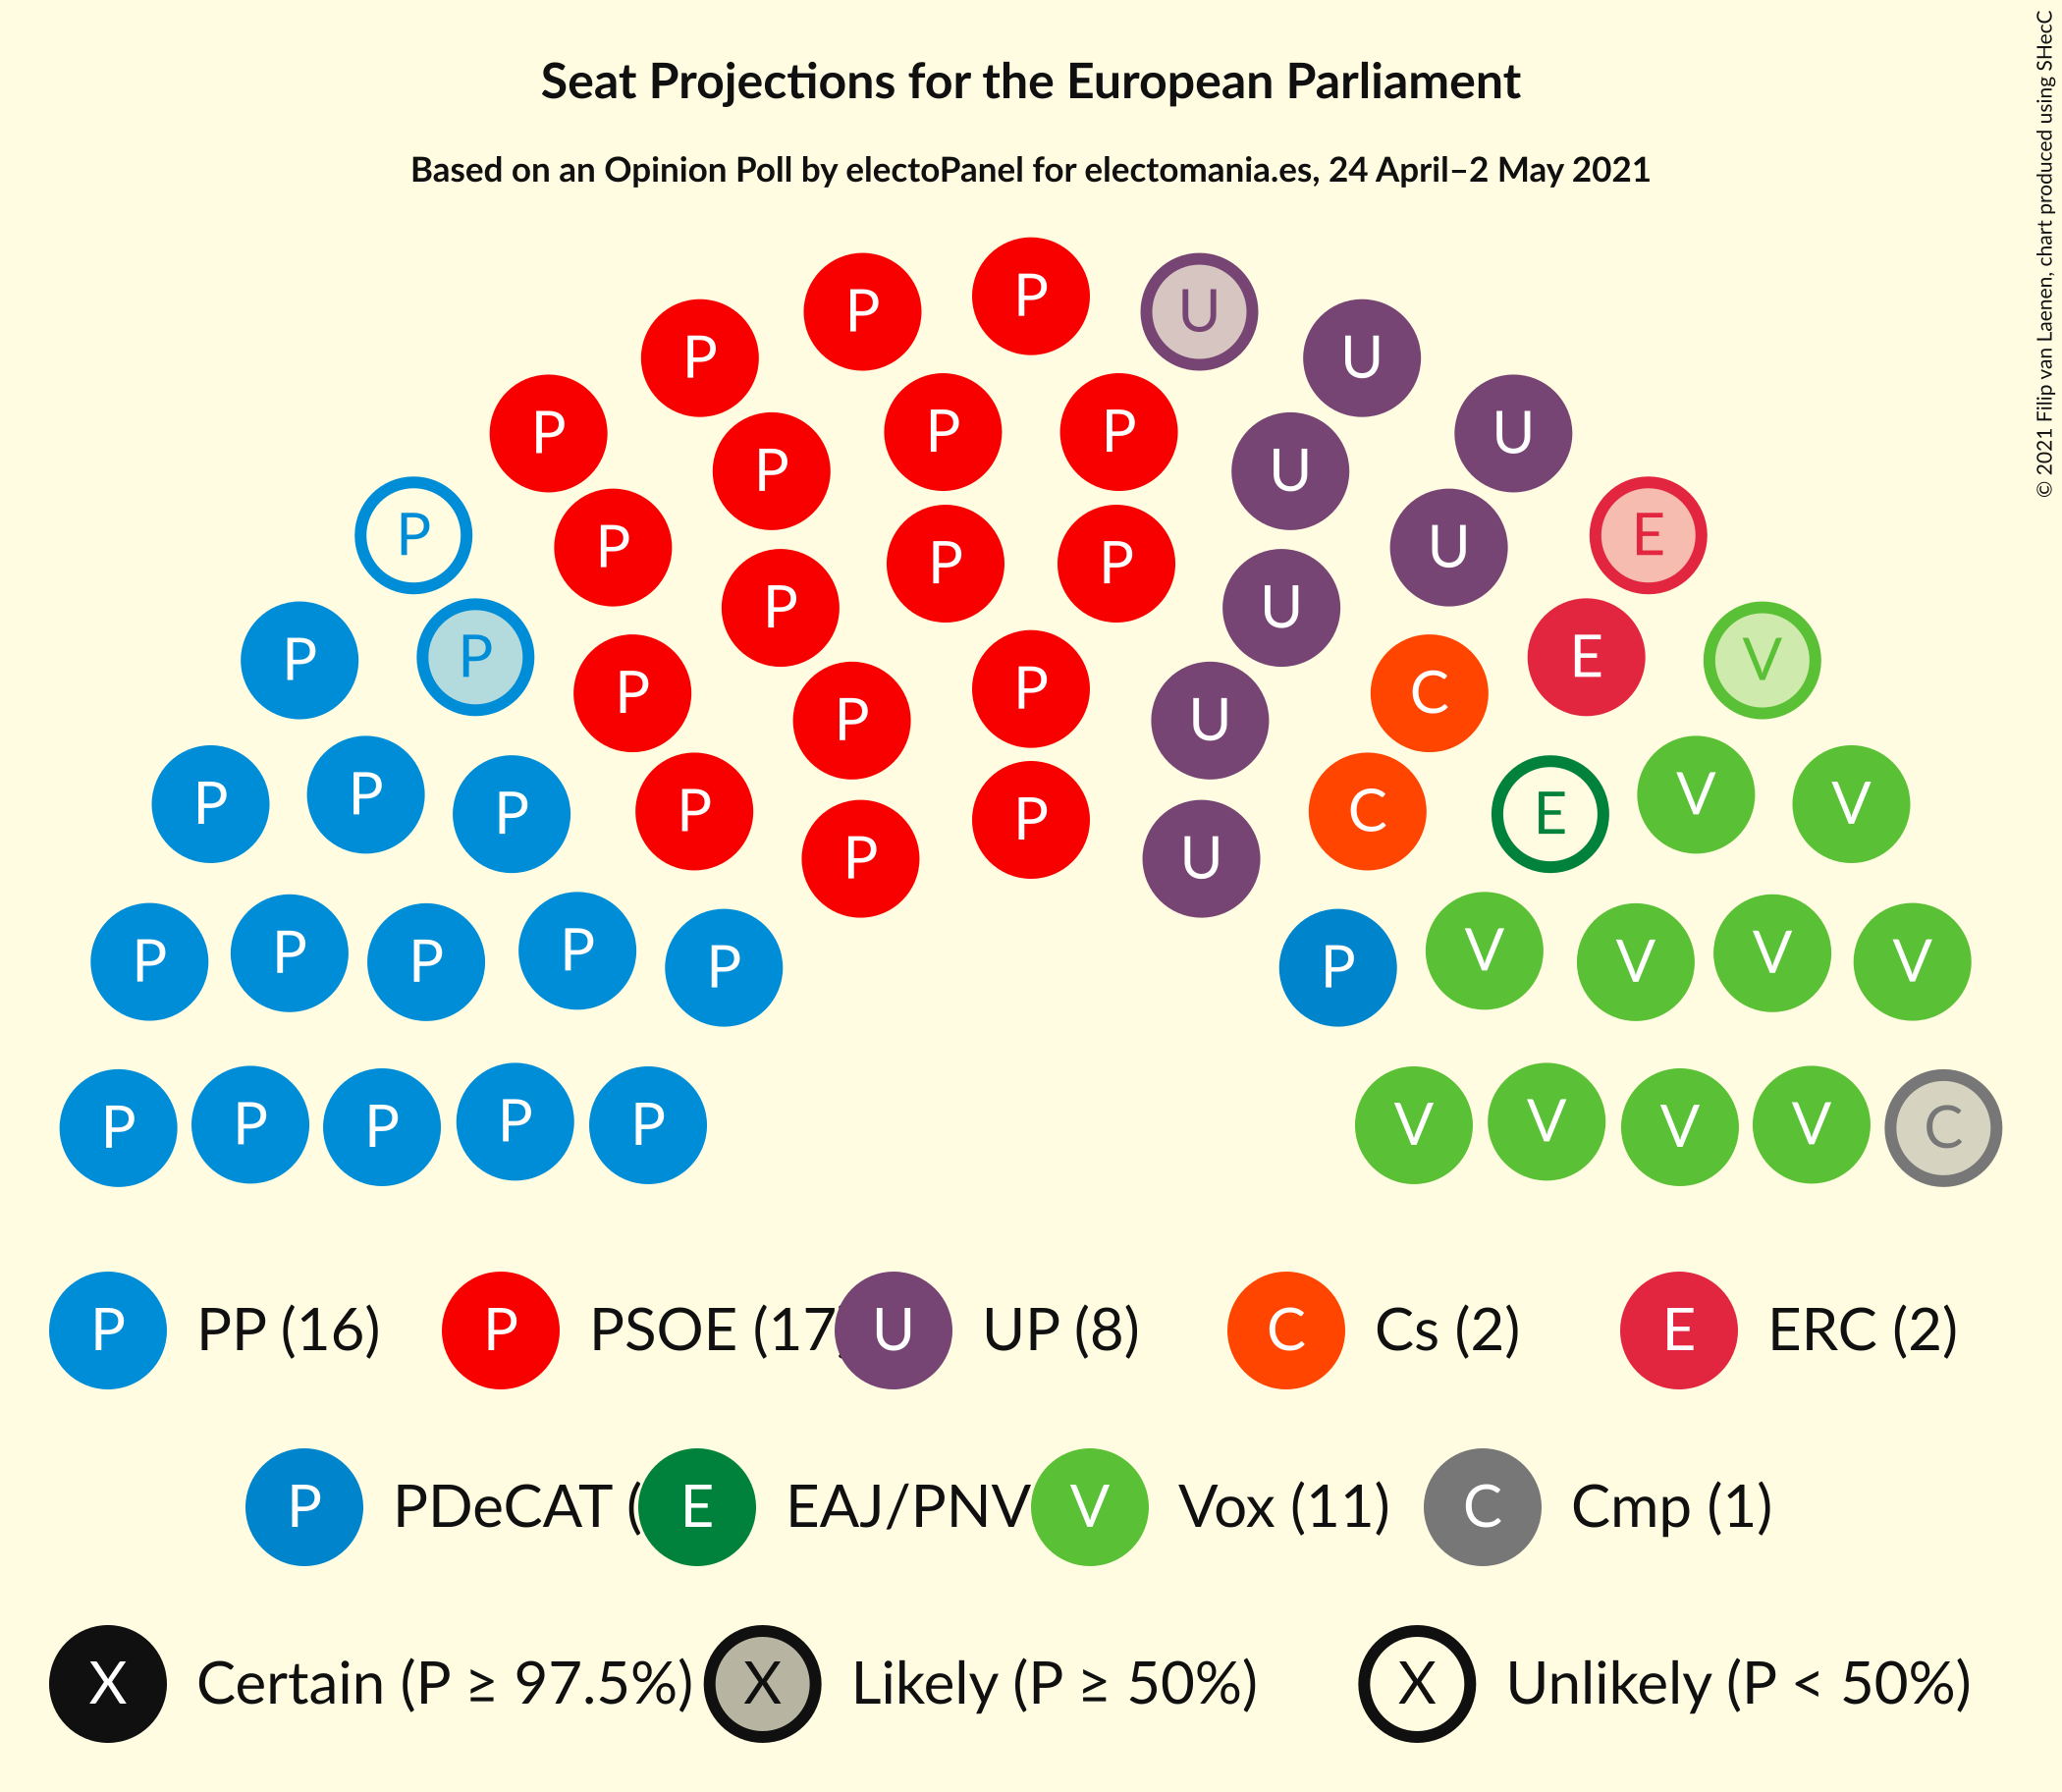 Seat Projections for the European Parliament
Based on an Opinion Poll by electoPanel for electomania.es, 24 April–2 May 2021
© 2021 Filip van Laenen, chart produced using SHecC
P
P U
P U
P P P U
P U
P E
P U
P P
P U
P P E V
P P C
P U
P P P P P C E V V
P U
P P P P P P V V V V
P P P P P V V V V C
P PP (16) P PSOE (17 U UP (8) C Cs (2) E ERC (2)
P PDeCAT ( E EAJ/PNV V Vox (11) C Cmp (1)
X Certain (P ≥ 97.5%) X Likely (P ≥ 50%) X Unlikely (P < 50%)